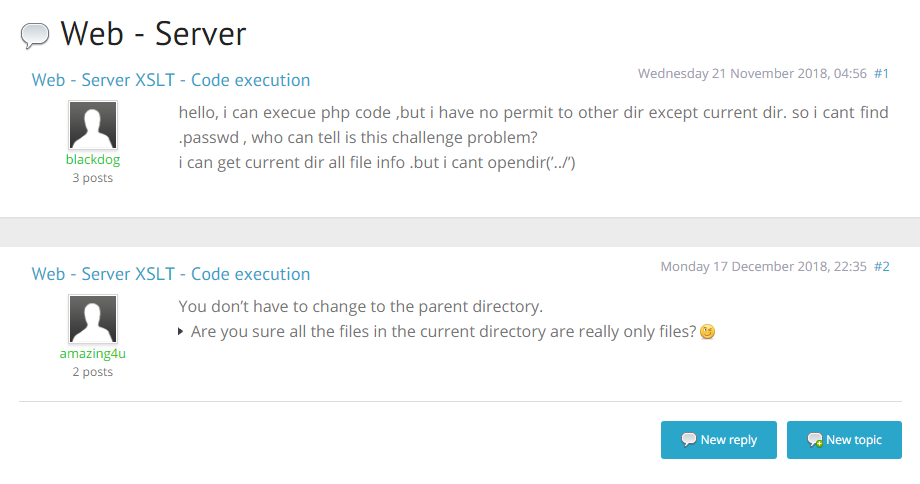 Web - Server
Web - Server XSLT - Code execution
Wednesday 21 November 2018, 04:56 #1
blackdog
3 posts
hello, i can execue php code ,but i have no permit to other dir except current dir. so i cant find
.passwd , who can tell is this challenge problem?
i can get current dir all file info .but i cant opendir('../')
Web - Server XSLT - Code execution
Monday 17 December 2018, 22:35 #2
amazing4u
2 posts
You don’t have to change to the parent directory.
Are you sure all the files in the current directory are really only files?
New reply
New topic